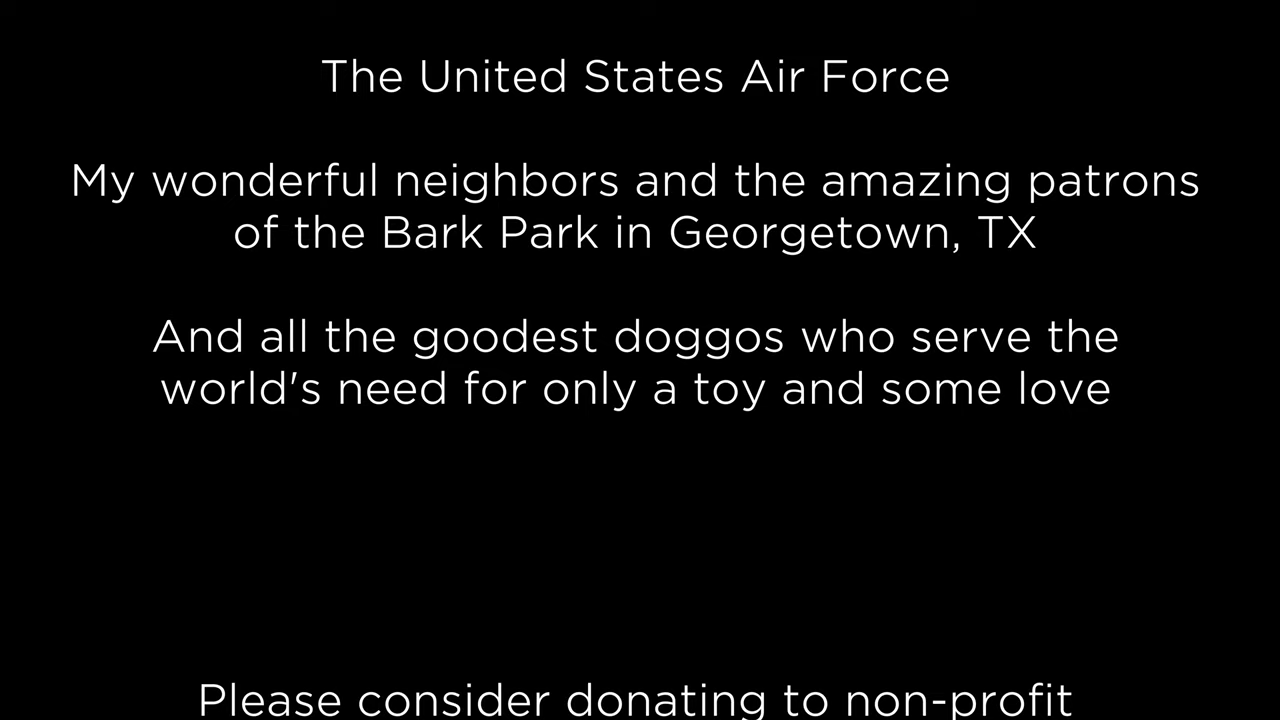 The United States Air Force
My wonderful neighbors and the amazing patrons
of the Bark Park in Georgetown, TX
And all the goodest doggos who serve the
world's need for only a toy and some love
Please consider donating to non-profit